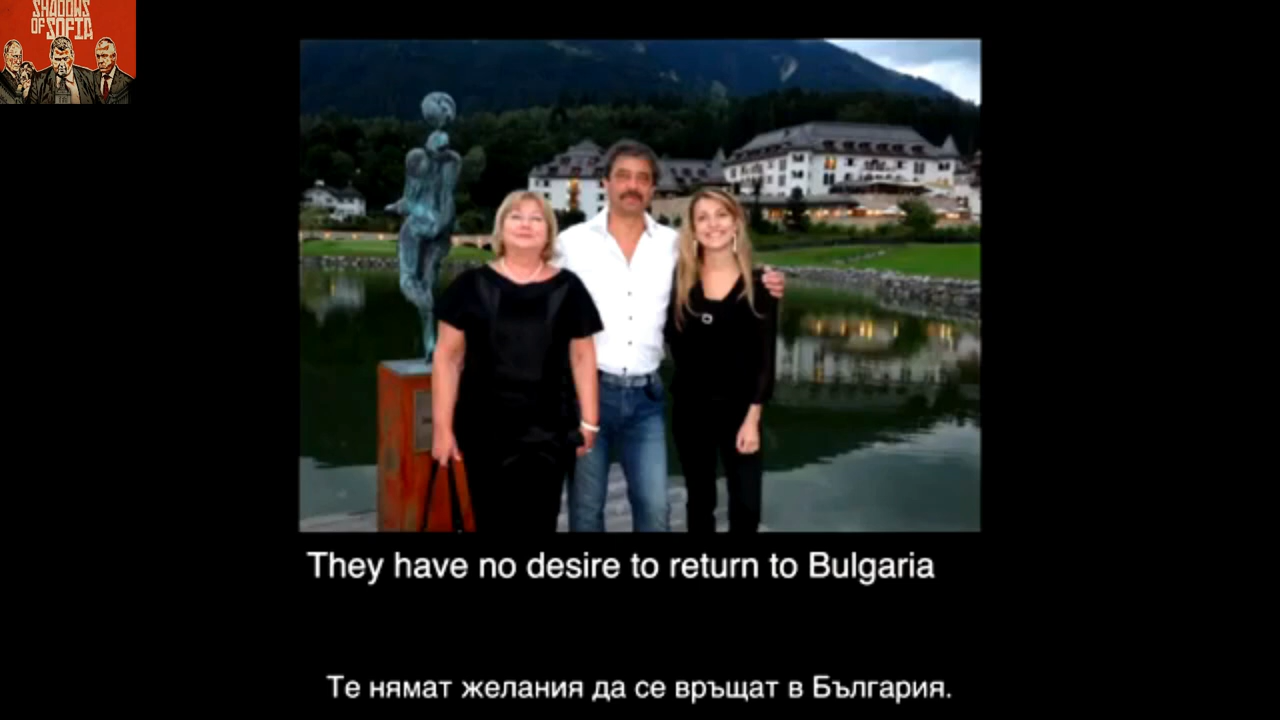 SHADOWS
OF SOFIA
They have no desire to return to Bulgaria
Те нямат желания да се връщат в България.